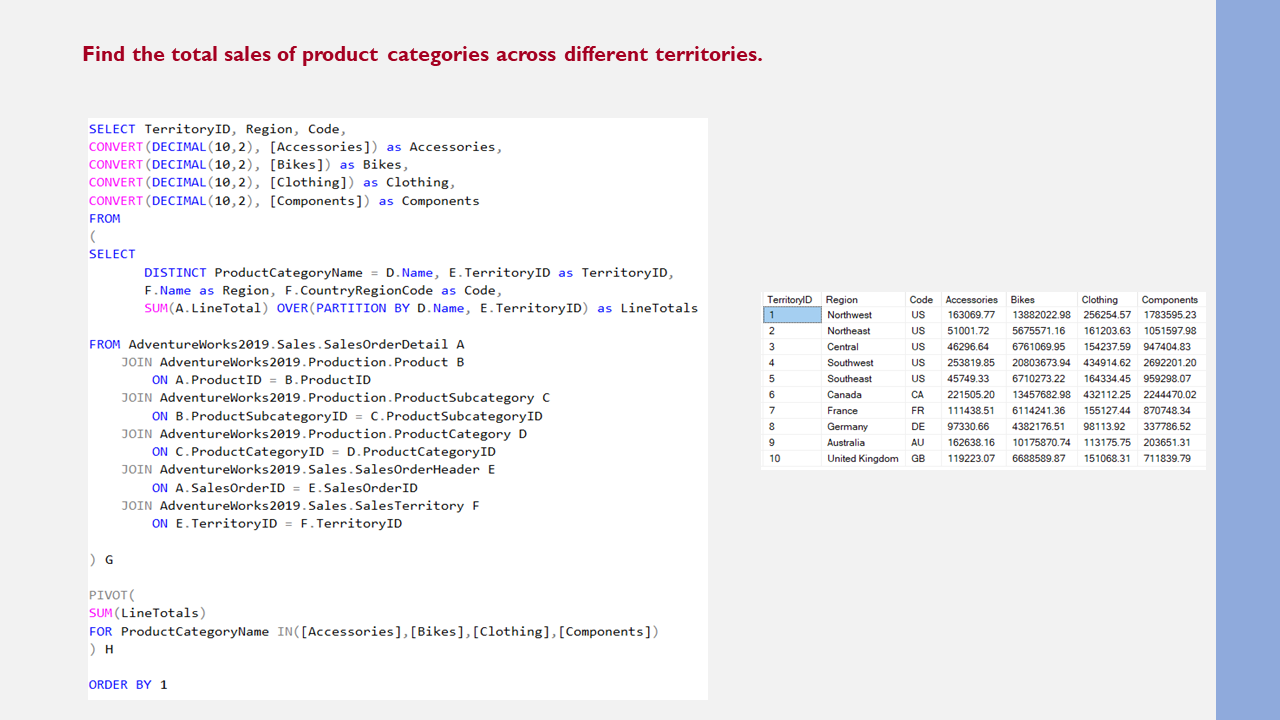 Find the total sales of product categories across different territories.
SELECT TerritoryID, Region, Code,
CONVERT(DECIMAL(10,2), [Accessories]) as Accessories,
CONVERT(DECIMAL(10,2), [Bikes]) as Bikes,
CONVERT(DECIMAL(10,2), [Clothing]) as Clothing,
CONVERT(DECIMAL(10,2), [Components]) as Components
FROM
(
SELECT
DISTINCT ProductCategoryName = D.Name, E.TerritoryID as TerritoryID,
F.Name as Region, F.CountryRegionCode as Code,
SUM(A.LineTotal) OVER(PARTITION BY D.Name, E.TerritoryID) as LineTotals
FROM AdventureWorks2019.Sales.SalesOrderDetail A
JOIN AdventureWorks2019.Production.Product B
ON A.ProductID = B.ProductID
JOIN AdventureWorks2019.Production.ProductSubcategory C
ON B.ProductSubcategoryID = C.ProductSubcategoryID
JOIN AdventureWorks2019.Production.ProductCategory D
ON C.ProductCategoryID = D.ProductCategoryID
JOIN AdventureWorks2019.Sales.SalesOrderHeader E
ON A.SalesOrderID = E.SalesOrderID
JOIN AdventureWorks2019.Sales.SalesTerritory F
ON E.TerritoryID = F.TerritoryID
) G
PIVOT(
SUM(LineTotals)
FOR ProductCategoryName IN([Accessories],[Bikes],[Clothing],[Components])
) H
ORDER BY 1
TerritoryID Region Code Accessories Bikes Clothing Components
1 Northwest US 163069.77 13882022.98 256254.57 1783595.23
2 Northeast US 51001.72 5675571.16 161203.63 1051597.98
3 Central US 46296.64 6761069.95 154237.59 947404.83
4 Southwest US 253819.85 20803673.94 434914.62 2692201.20
5 Southeast US 45749.33 6710273.22 164334.45 959298.07
6 Canada CA 221505.20 13457682.98 432112.25 2244470.02
7 France FR 111438.51 6114241.36 155127.44 870748.34
8 Germany DE 97330.66 4382176.51 98113.92 337786.52
9 Australia AU 162638.16 10175870.74 113175.75 203651.31
10 United Kingdom GB 119223.07 6688589.87 151068.31 711839.79